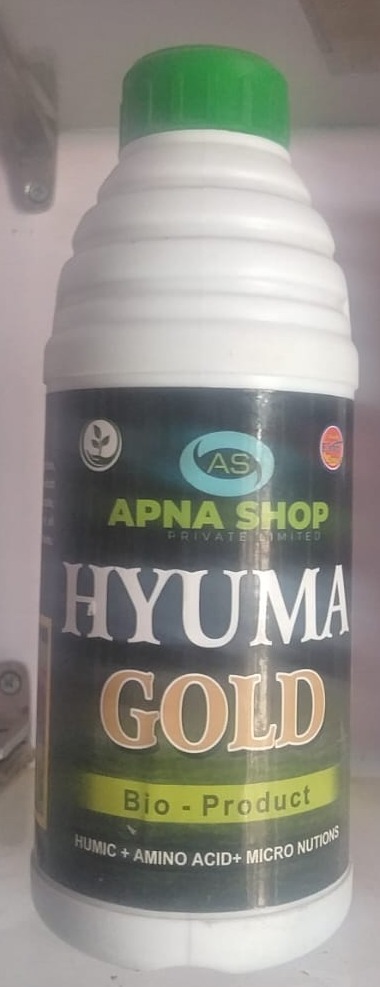 AS
APNA SHOP
PRIVATE LIMITED
HYUMA
GOLD
Bio - Product
HUMIC + AMINO ACID+ MICRO NUTIONS